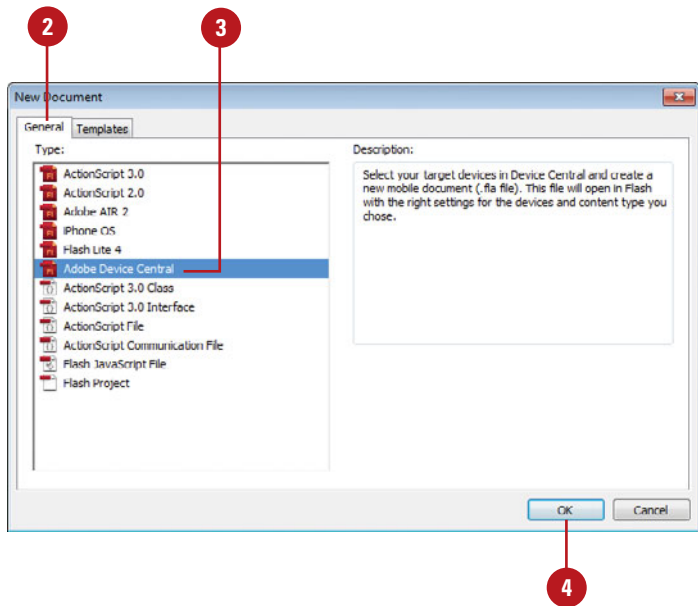 2
3
New Document
General
Templates
Type:
ActionScript 3.0
ActionScript 2.0
Adobe AIR 2
iPhone OS
Flash Lite 4
Adobe Device Central
ActionScript 3.0 Class
ActionScript 3.0 Interface
ActionScript File
ActionScript Communication File
Flash JavaScript File
Flash Project
Description:
Select your target devices in Device Central and create a
new mobile document (.fla file). This file will open in Flash
with the right settings for the devices and content type you
chose.
OK
Cancel
4